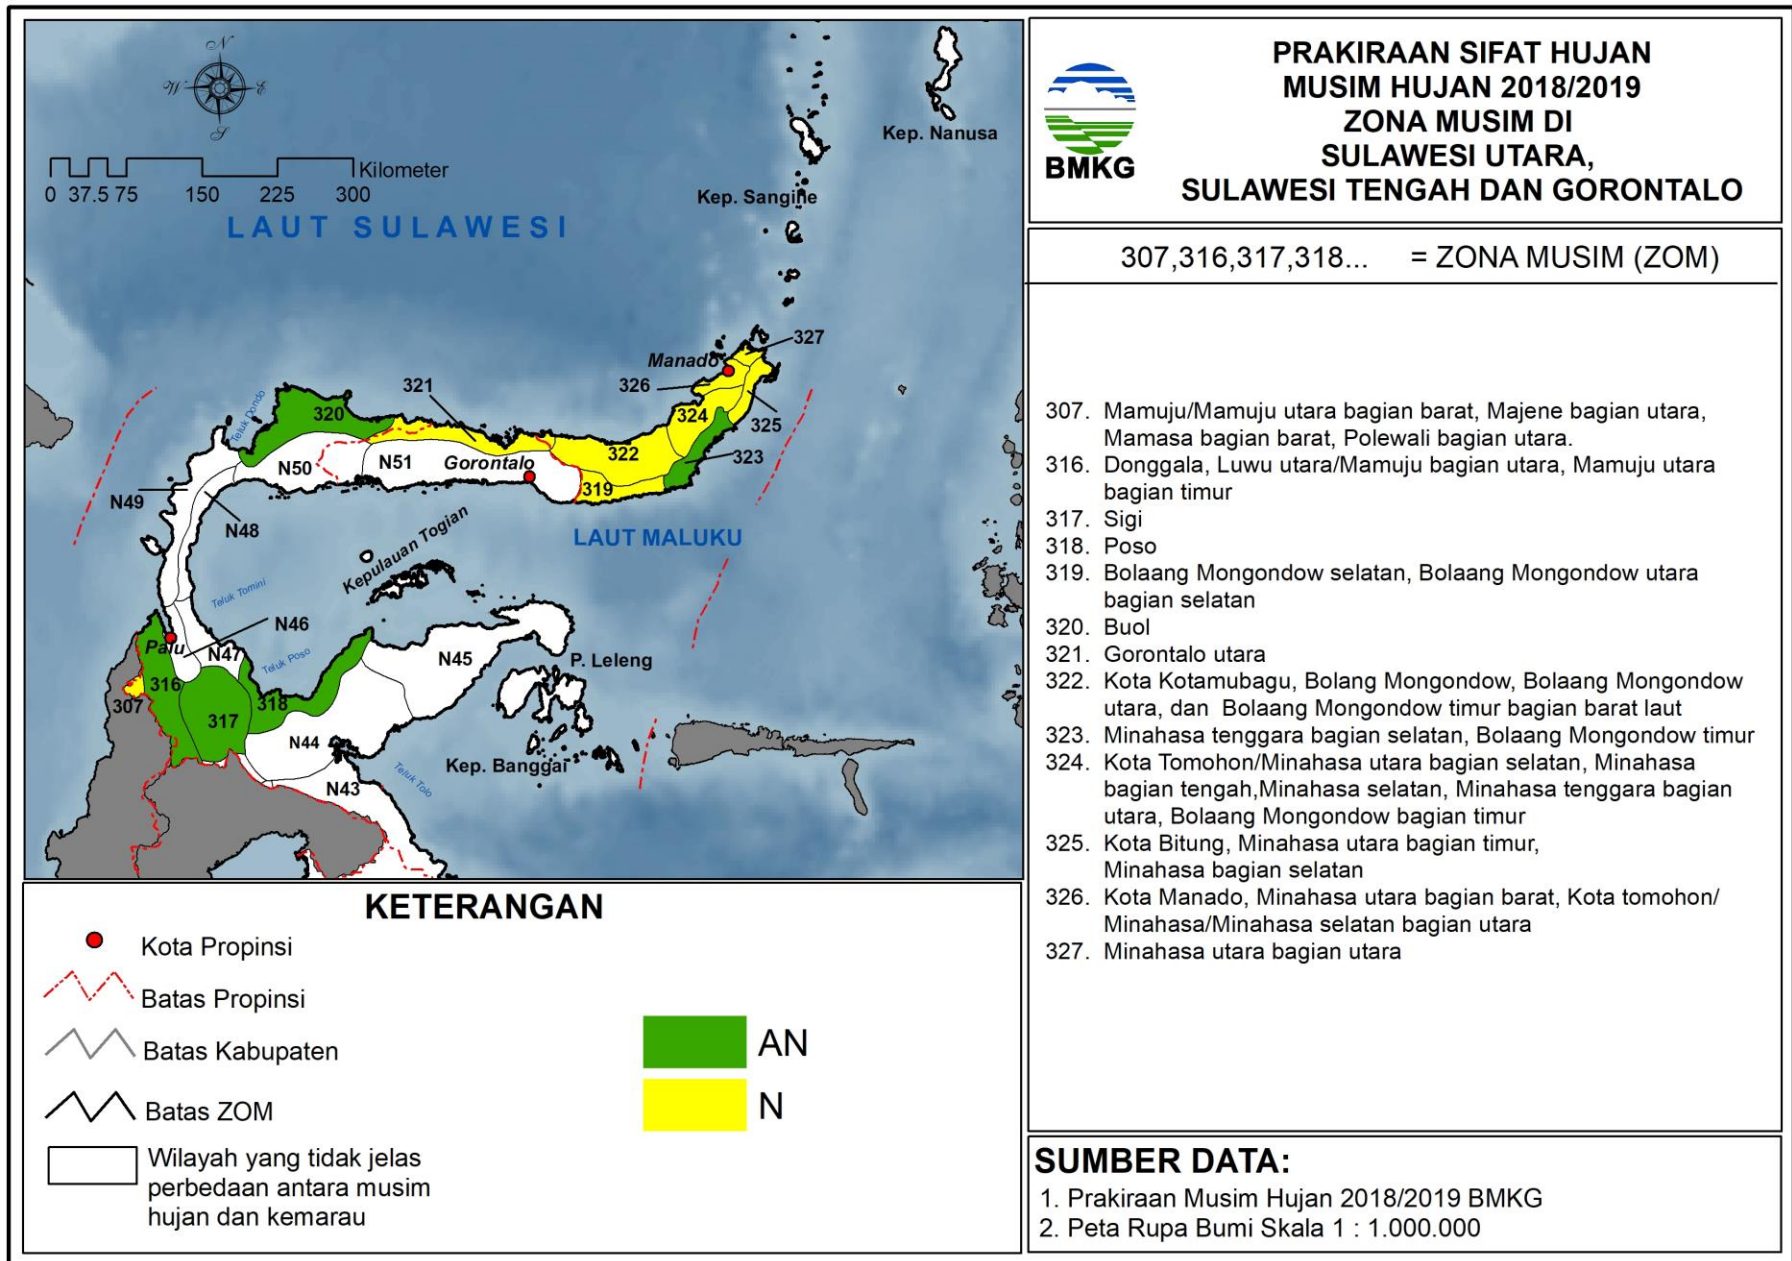 PRAKIRAAN SIFAT HUJAN
MUSIM HUJAN 2018/2019
ZONA MUSIM DI
SULAWESI UTARA,
SULAWESI TENGAH DAN GORONTALO
BMKG
307,316,317,318... = ZONA MUSIM (ZOM)
307. Mamuju/Mamuju utara bagian barat, Majene bagian utara,
Mamasa bagian barat, Polewali bagian utara.
316. Donggala, Luwu utara/Mamuju bagian utara, Mamuju utara
bagian timur
317. Sigi
318. Poso
319. Bolaang Mongondow selatan, Bolaang Mongondow utara
bagian selatan
320. Buol
321. Gorontalo utara
322. Kota Kotamubagu, Bolang Mongondow, Bolaang Mongondow
utara, dan Bolaang Mongondow timur bagian barat laut
323. Minahasa tenggara bagian selatan, Bolaang Mongondow timur
324. Kota Tomohon/Minahasa utara bagian selatan, Minahasa
bagian tengah,Minahasa selatan, Minahasa tenggara bagian
utara, Bolaang Mongondow bagian timur
325. Kota Bitung, Minahasa utara bagian timur,
Minahasa bagian selatan
326. Kota Manado, Minahasa utara bagian barat, Kota tomohon/
Minahasa/Minahasa selatan bagian utara
327. Minahasa utara bagian utara
SUMBER DATA:
1. Prakiraan Musim Hujan 2018/2019 BMKG
2. Peta Rupa Bumi Skala 1 : 1.000.000
N
W E
S
Kilometer
0 37.5 75 150 225 300
LAUT SULAWESI
Kep. Nanusa
Kep. Sangine
327
Manado
326
321
Teluk Dondo
320
324
325
322
323
N50
N51
Gorontalo
319
N49
N48
LAUT MALUKU
Kepulauan Togian
Teluk Tomini
N46
Palu
N47
Teluk Poso
N45
P. Leleng
316
307
318
317
N44
Kep. Banggai
Teluk Tolo
N43
KETERANGAN
Kota Propinsi
Batas Propinsi
Batas Kabupaten
Batas ZOM
Wilayah yang tidak jelas
perbedaan antara musim
hujan dan kemarau
AN
N